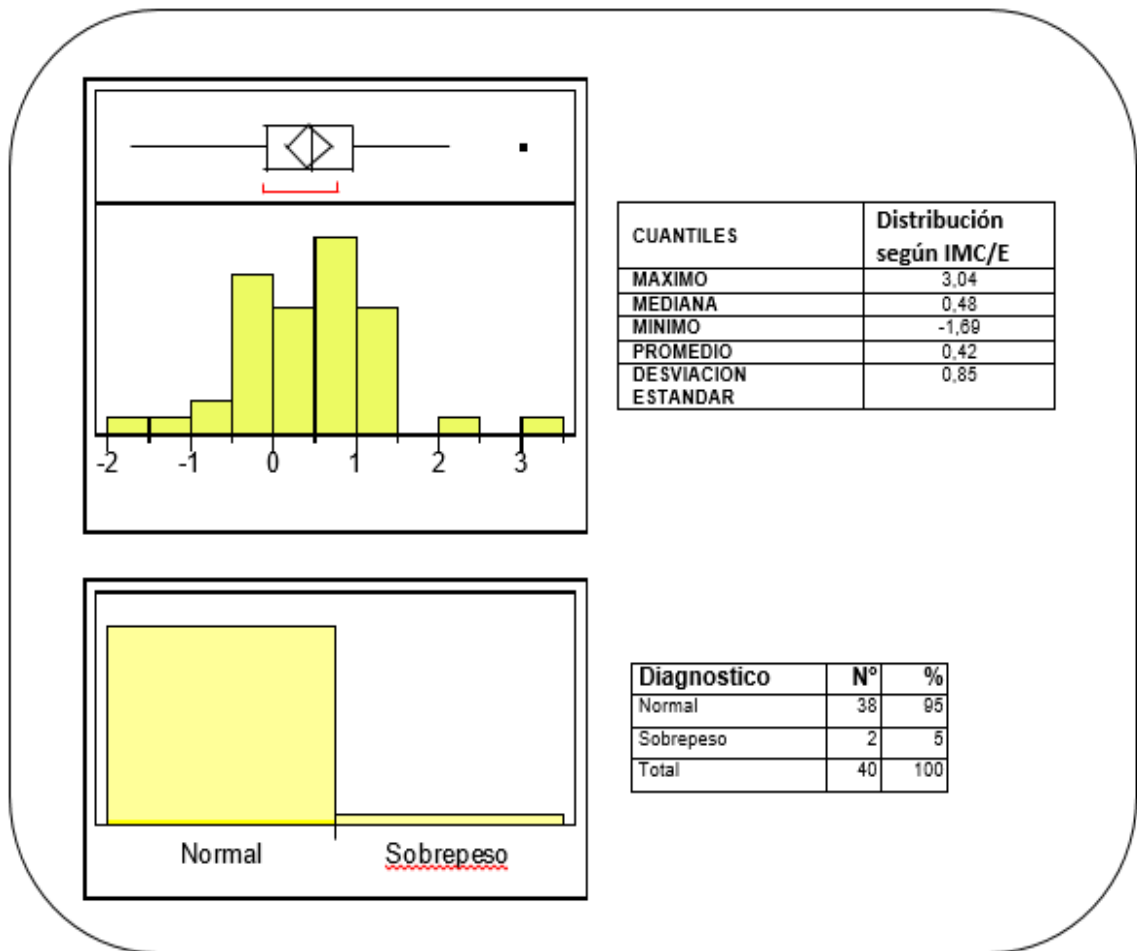 -2 -1 0 1 2 3
CUANTILES Distribución
según IMC/E
MAXIMO 3,04
MEDIANA 0,48
MINIMO -1,69
PROMEDIO 0,42
DESVIACION 0,85
ESTANDAR
Normal Sobrepeso
Diagnostico N° %
Normal 38 95
Sobrepeso 2 5
Total 40 100